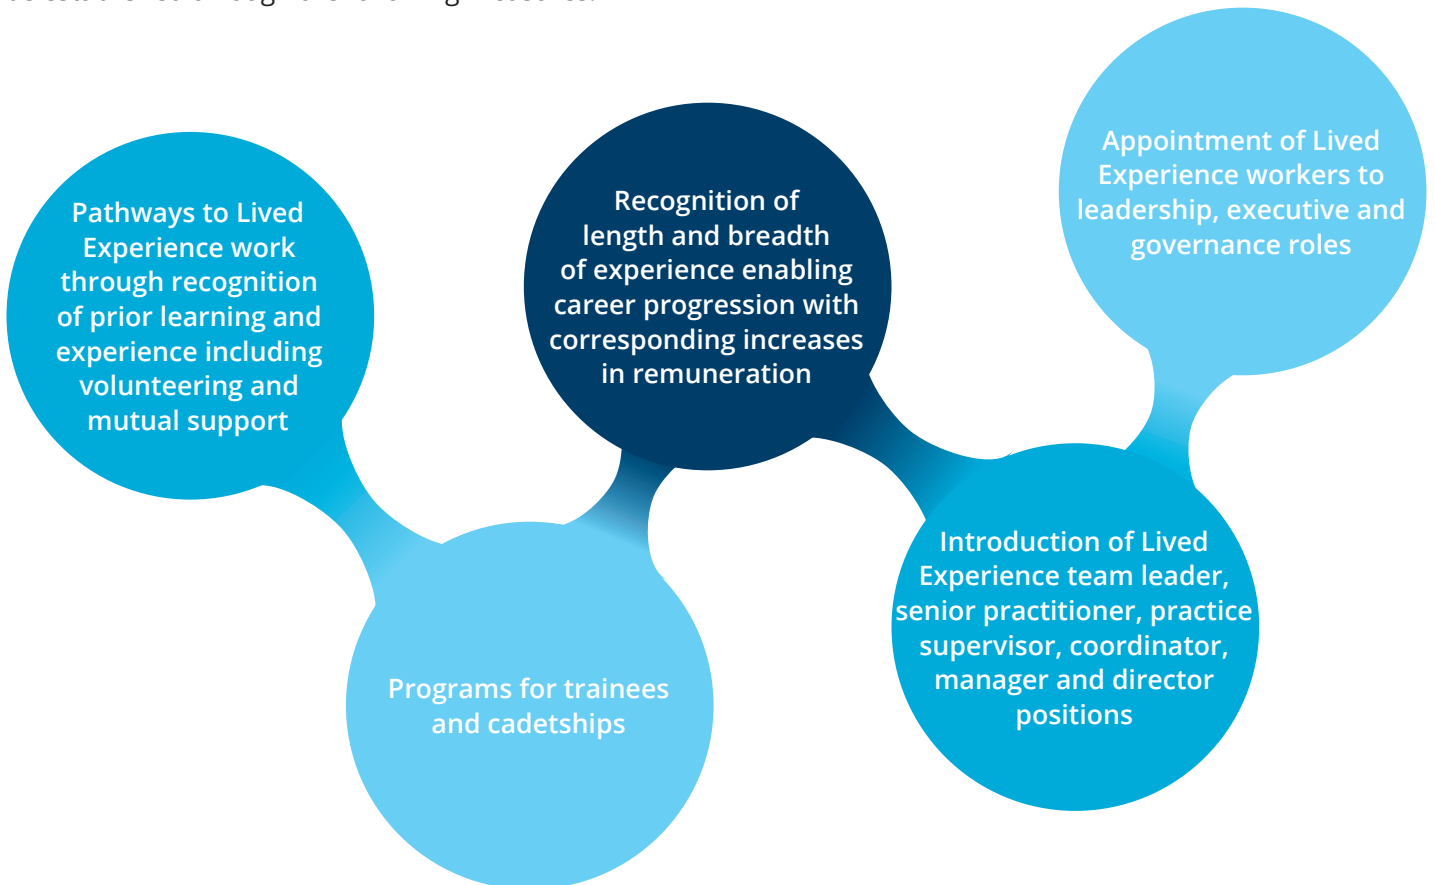 Pathways to Lived
Experience work
through recognition
of prior learning and
experience including
volunteering and
mutual support
Programs for trainees
and cadetships
Recognition of
length and breadth
of experience enabling
career progression with
corresponding increases
in remuneration
Introduction of Lived
Experience team leader,
senior practitioner, practice
supervisor, coordinator,
manager and director
positions
Appointment of Lived
Experience workers to
leadership, executive and
governance roles